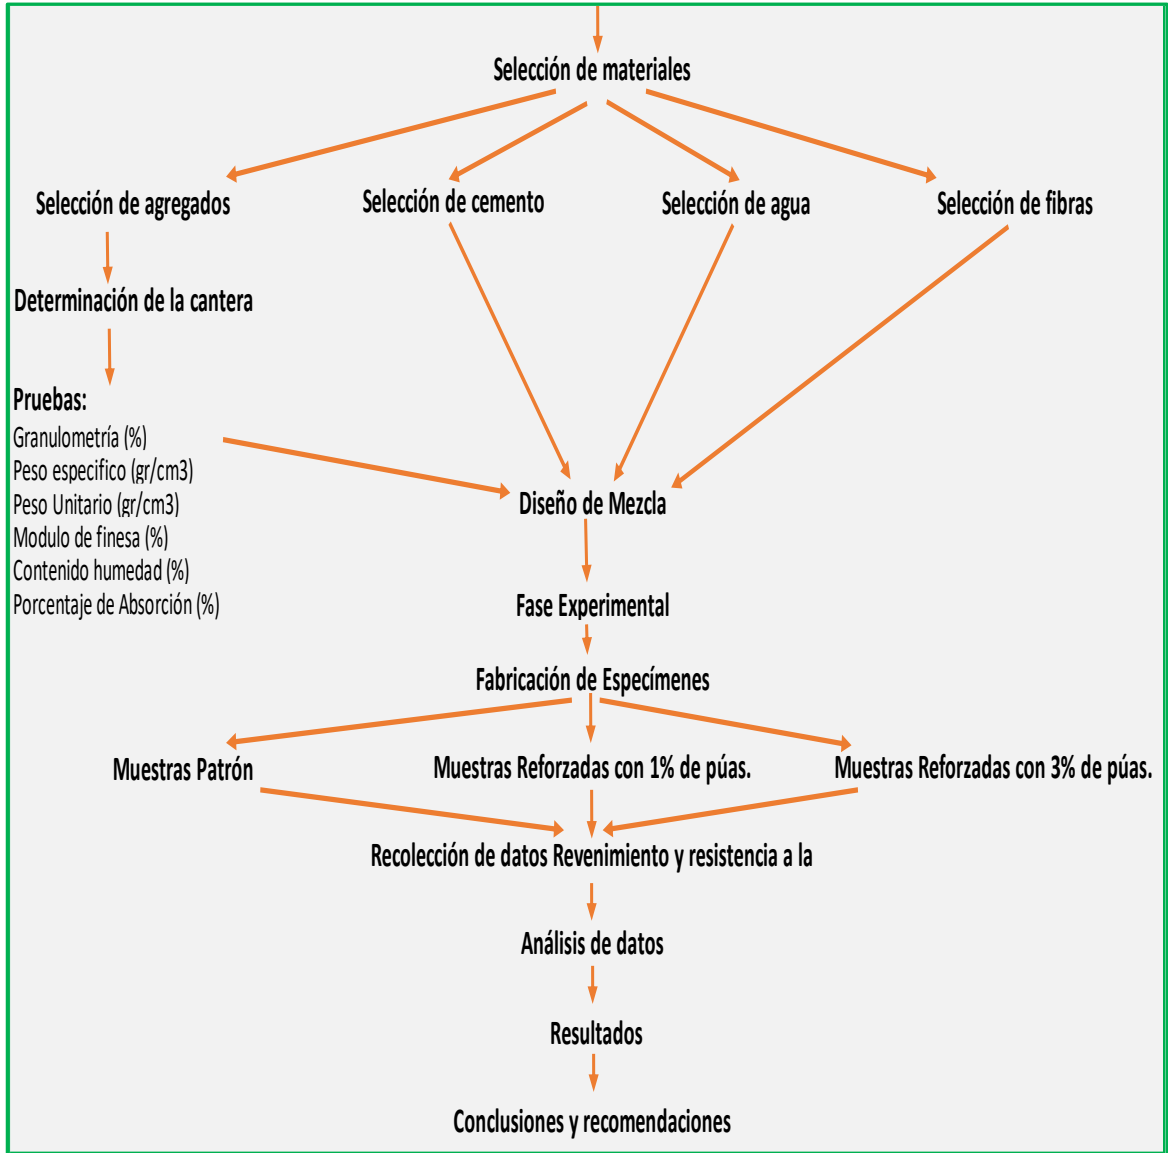 Selección de materiales
Selección de agregados
Selección de cemento
Selección de agua
Selección de fibras
Determinación de la cantera
Pruebas:
Granulometría (%)
Peso especifico (gr/cm3)
Peso Unitario (gr/cm3)
Modulo de finesa (%)
Contenido humedad (%)
Porcentaje de Absorción (%)
Diseño de Mezcla
Fase Experimental
Fabricación de Especímenes
Muestras Patrón
Muestras Reforzadas con 1% de púas.
Muestras Reforzadas con 3% de púas.
Recolección de datos Revenimiento y resistencia a la
Análisis de datos
Resultados
Conclusiones y recomendaciones